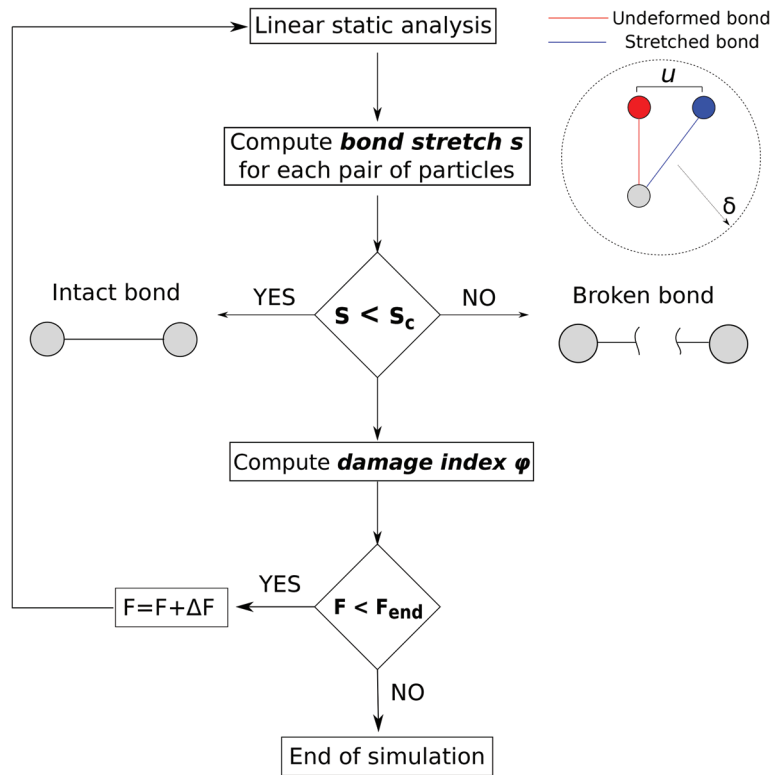 Linear static analysis
Undeformed bond
Stretched bond
u
δ
Compute bond stretch s
for each pair of particles
Intact bond
YES
s < sc
NO
Broken bond
Compute damage index φ
YES
F < Fend
F=F+ΔF
NO
End of simulation